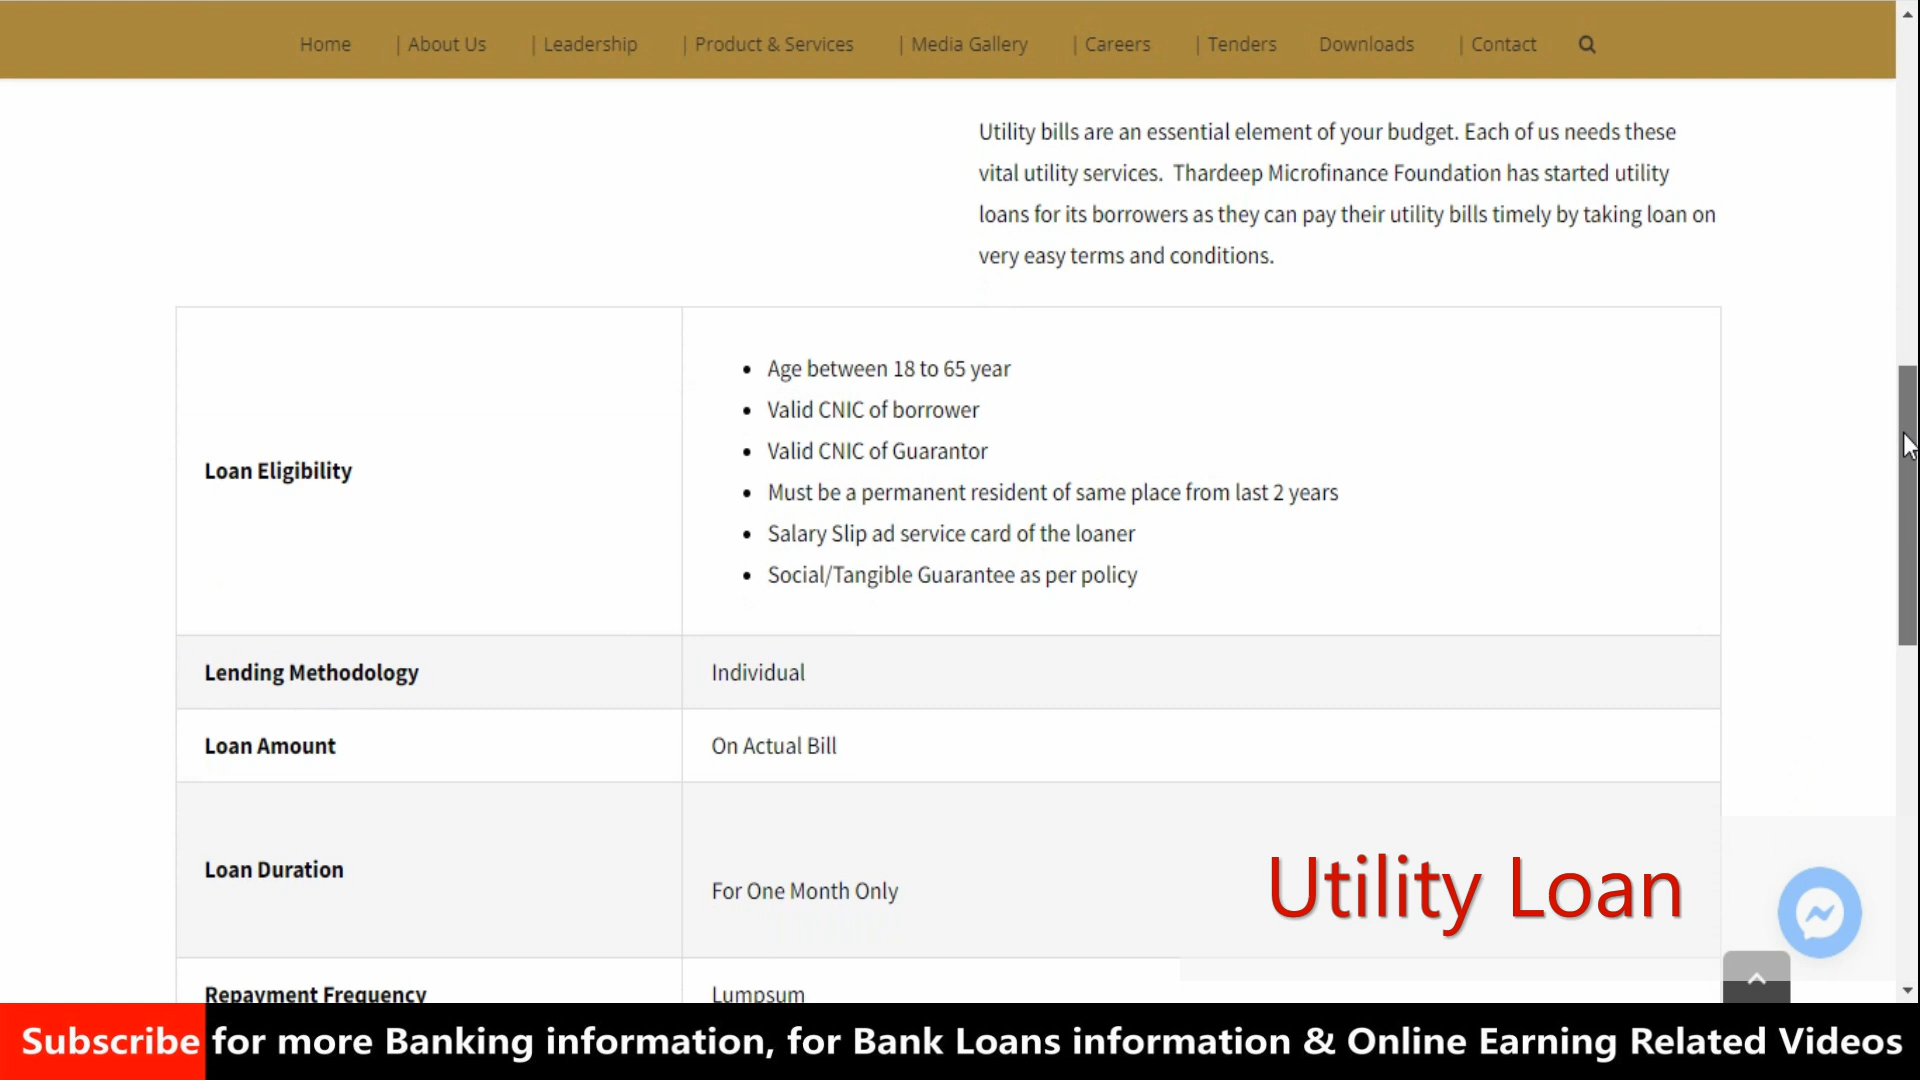 Home | About Us | Leadership | Product & Services | Media Gallery | Careers | Tenders Downloads | Contact
Utility bills are an essential element of your budget. Each of us needs these
vital utility services. Thardeep Microfinance Foundation has started utility
loans for its borrowers as they can pay their utility bills timely by taking loan on
very easy terms and conditions.
• Age between 18 to 65 year
• Valid CNIC of borrower
• Valid CNIC of Guarantor
Loan Eligibility
• Must be a permanent resident of same place from last 2 years
• Salary Slip ad service card of the loaner
• Social/Tangible Guarantee as per policy
Lending Methodology Individual
Loan Amount On Actual Bill
Loan Duration For One Month Only
Utility Loan
Repayment Frequency Lumpsum
Subscribe for more Banking information, for Bank Loans information & Online Earning Related Videos